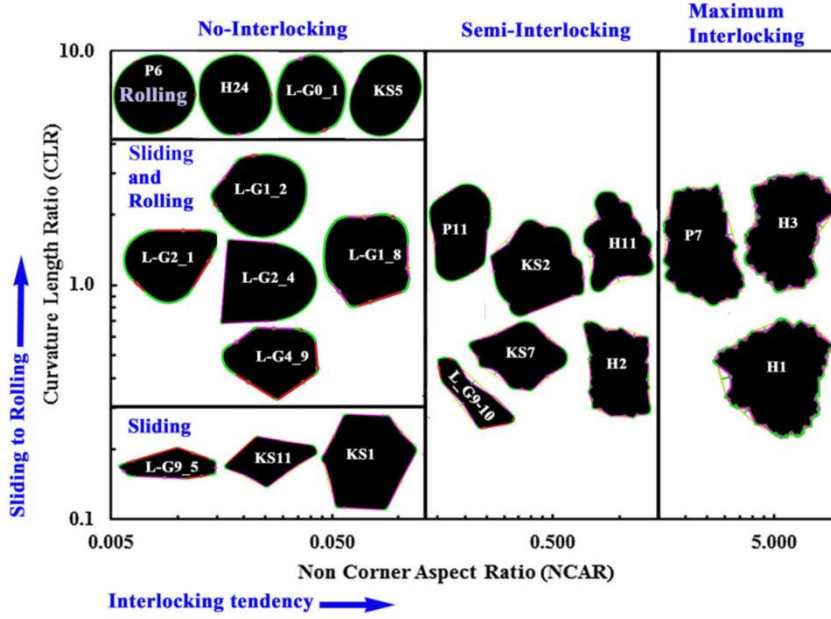 No-Interlocking
Semi-Interlocking
Maximum
Interlocking
10.0
P6
Rolling
H24
L-G0_1
KS5
Sliding
and
Rolling
L-G1_2
L-G2_1
L-G2_4
L-G1_8
L-G4_9
P11
KS2
H11
P7
H3
KS7
H2
L_G9-10
H1
1.0
Sliding
L-G9_5
KS11
KS1
0.1
Curvature Length Ratio (CLR)
Sliding to Rolling
0.005
0.050
0.500
5.000
Non Corner Aspect Ratio (NCAR)
Interlocking tendency